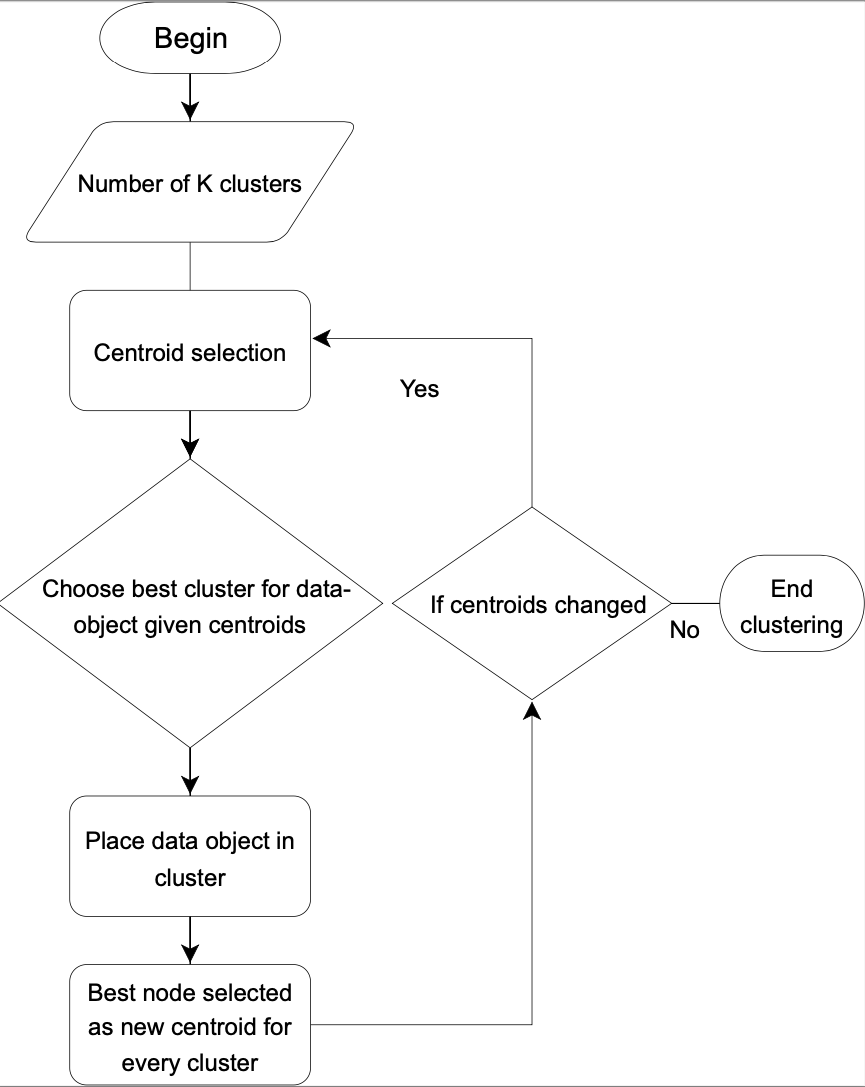 Begin
Number of K clusters
Centroid selection
Yes
Choose best cluster for data-
object given centroids
If centroids changed
No
End
clustering
Place data object in
cluster
Best node selected
as new centroid for
every cluster